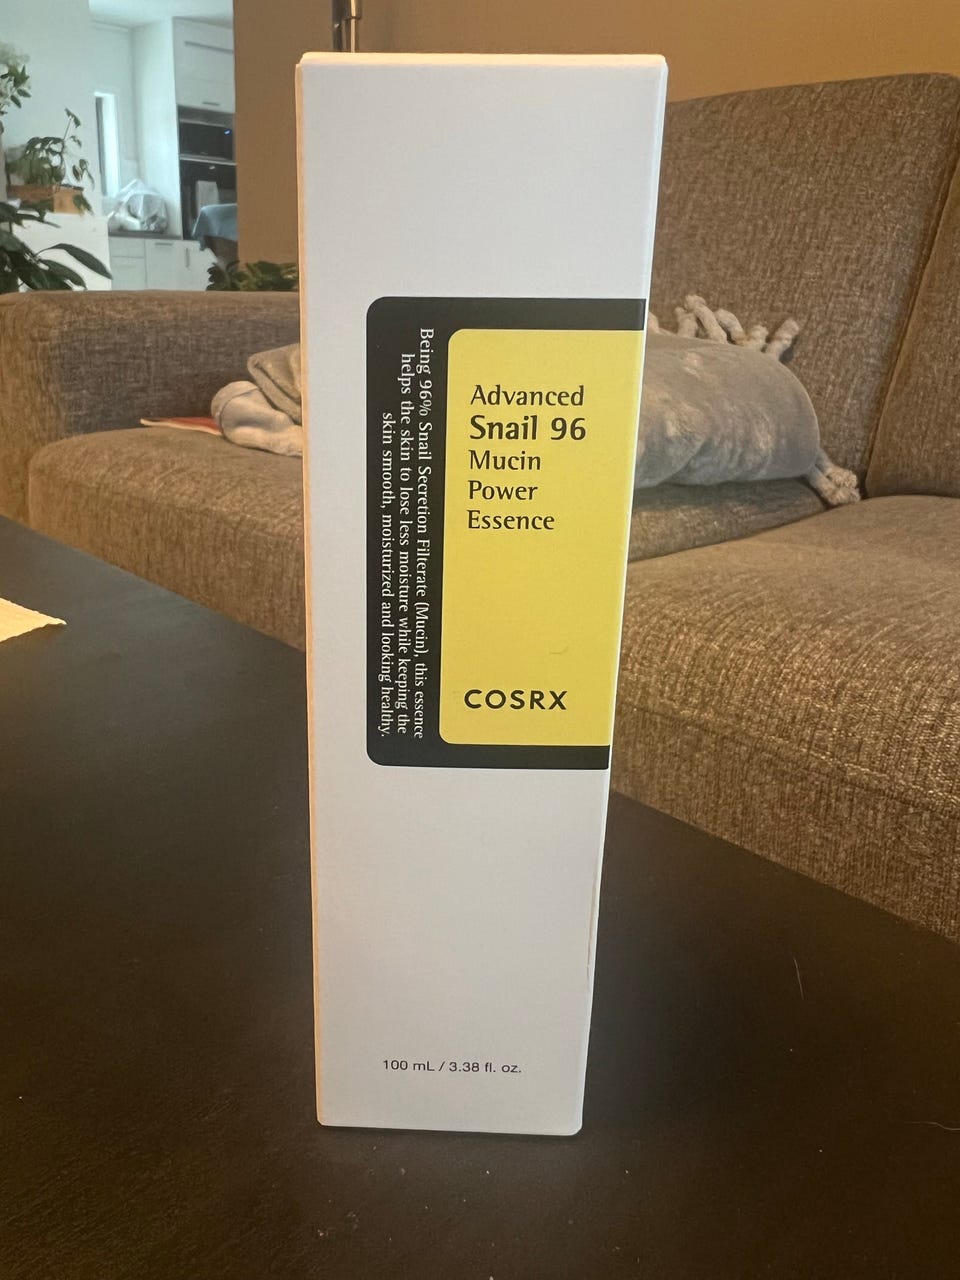 Advanced
Snail 96
Mucin
Power
Essence
COSRX
Being 96% Snail Secretion Filterate (Mucin), this essence
helps the skin to lose less moisture while keeping the
skin smooth, moisturized and looking healthy.
100 mL / 3.38 fl. oz.